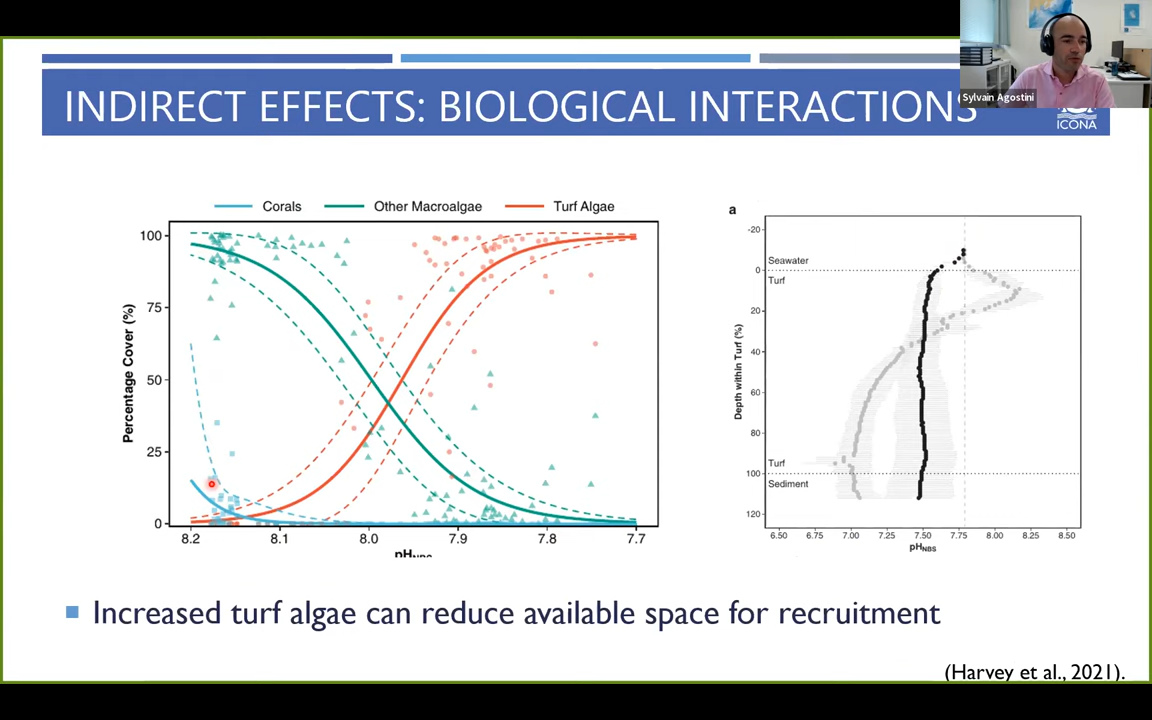 INDIRECT EFFECTS: BIOLOGICAL INTERACTIONS
Sylvain Agostini
ICONA
Corals Other Macroalgae Turf Algae
Percentage Cover (%)
100
75
50
25
0
8.2 8.1 8.0 7.9 7.8 7.7
pHNBS
a
Depth within Turf (%)
-20
Seawater
0
Turf
20
40
60
80
Turf
100
Sediment
120
6.50 6.75 7.00 7.25 7.50 7.75 8.00 8.25 8.50
pHNBS
Increased turf algae can reduce available space for recruitment
(Harvey et al., 2021).